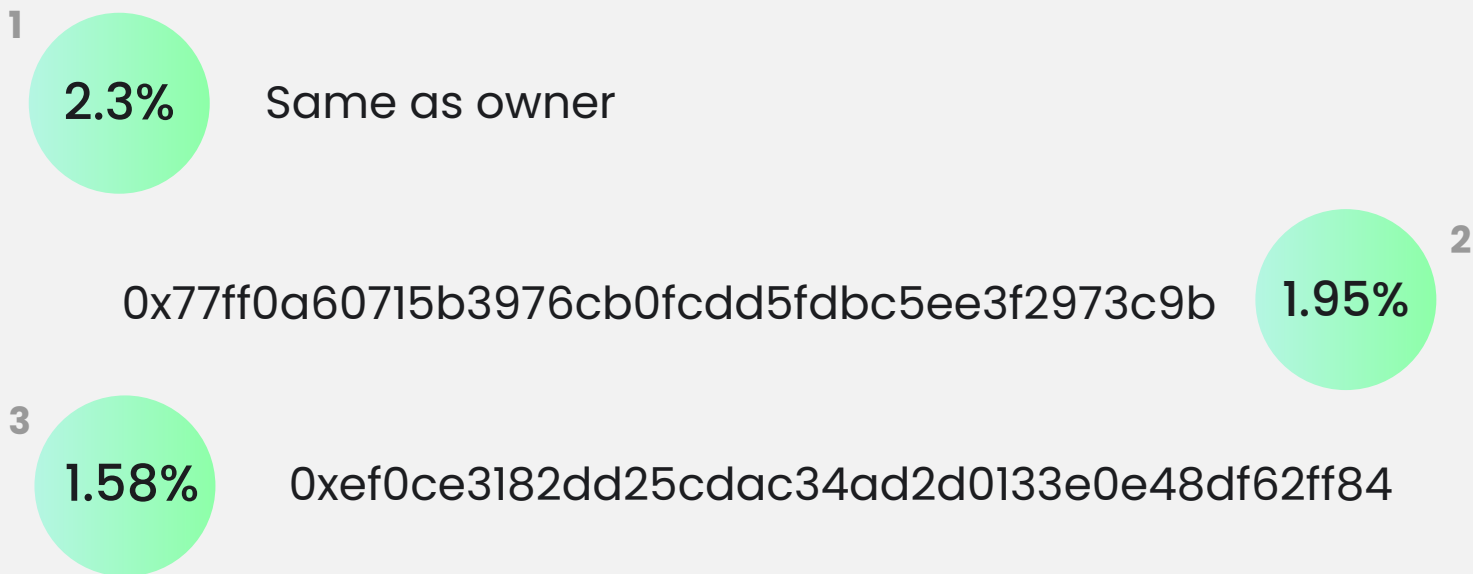 1
2.3% Same as owner
2
0x77ff0a60715b3976cb0fcdd5fdbc5ee3f2973c9b 1.95%
3
1.58% 0xef0ce3182dd25cdac34ad2d0133e0e48df62ff84